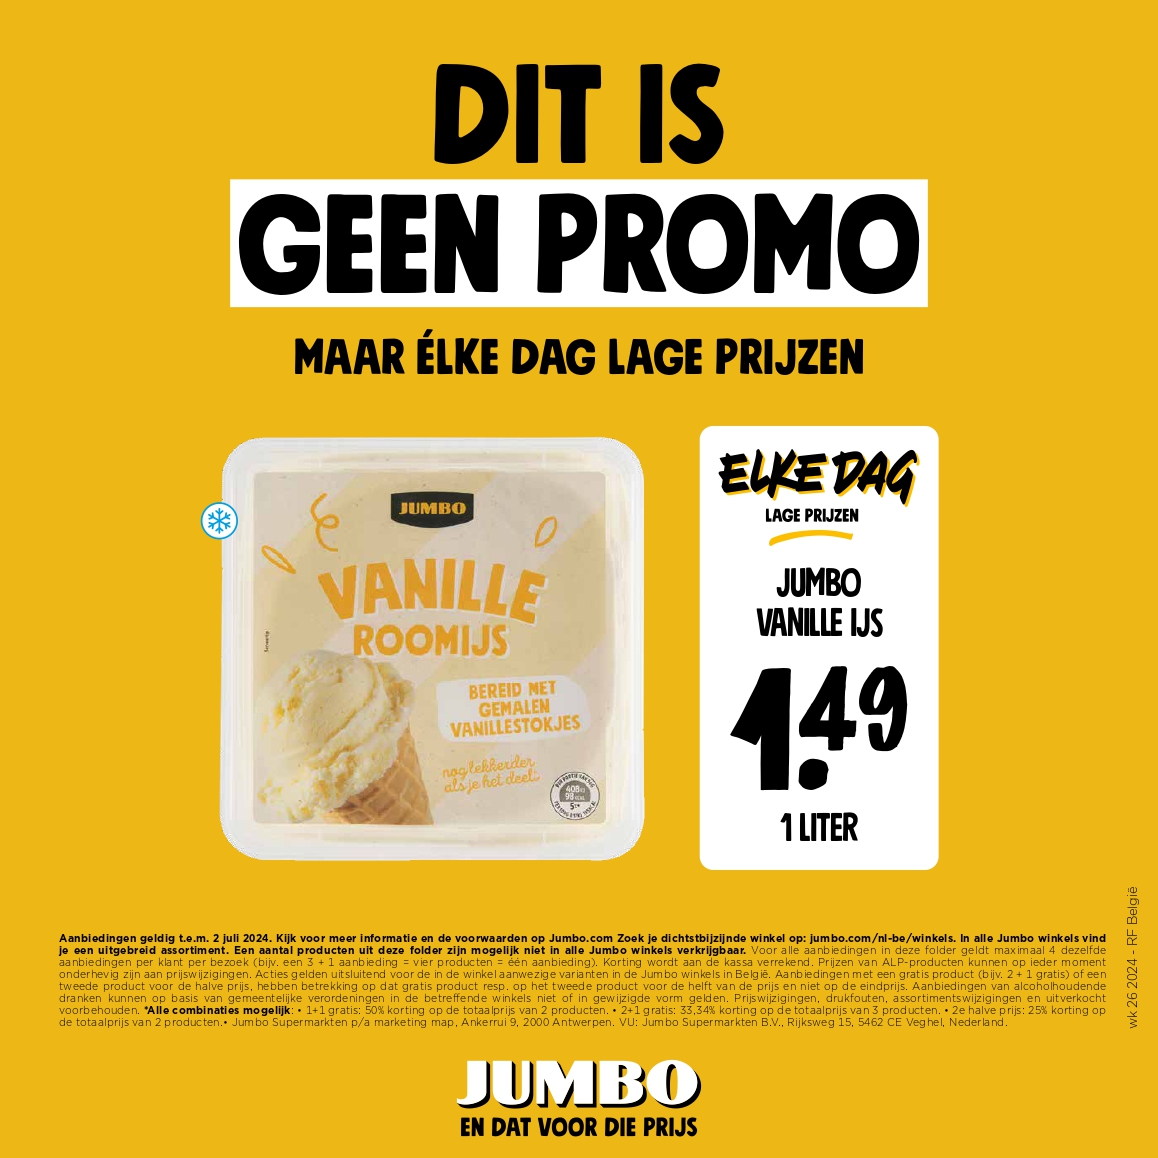 DIT IS
GEEN PROMO
MAAR ÉLKE DAG LAGE PRIJZEN
JUMBO
VANILLE
ROOMIJS
BEREID MET
GEMALEN
VANILLESTOKJES
nog lekkerder
als je het deelt
ELKE DAG
LAGE PRIJZEN
JUMBO
VANILLE IJS
1.49
1 LITER
Aanbiedingen geldig t.e.m. 2 juli 2024. Kijk voor meer informatie en de voorwaarden op Jumbo.com Zoek je dichtstbijzijnde winkel op: jumbo.com/nl-be/winkels. In alle Jumbo winkels vind
je een uitgebreid assortiment. Een aantal producten uit deze folder zijn mogelijk niet in alle Jumbo winkels verkrijgbaar. Voor alle aanbiedingen in deze folder geldt maximaal 4 dezelfde
aanbiedingen per klant per bezoek (bijv. een 3 + 1 aanbieding = vier producten = één aanbieding). Korting wordt aan de kassa verrekend. Prijzen van ALP-producten kunnen op ieder moment
onderhevig zijn aan prijswijzigingen. Acties gelden uitsluitend voor de in de winkel aanwezige varianten in de Jumbo winkels in België. Aanbiedingen met een gratis product (bijv. 2 + 1 gratis) of een
tweede product voor de halve prijs, hebben betrekking op dat gratis product resp. op het tweede product voor de helft van de prijs en niet op de eindprijs. Aanbiedingen van alcoholhoudende
dranken kunnen op basis van gemeentelijke verordeningen in de betreffende winkels niet of in gewijzigde vorm gelden. Prijswijzigingen, drukfouten, assortimentswijzigingen en uitverkocht
voorbehouden. *Alle combinaties mogelijk: • 1+1 gratis: 50% korting op de totaalprijs van 2 producten. • 2+1 gratis: 33,34% korting op de totaalprijs van 3 producten. • 2e halve prijs: 25% korting op
de totaalprijs van 2 producten.• Jumbo Supermarkten p/a marketing map, Ankerrui 9, 2000 Antwerpen. VU: Jumbo Supermarkten B.V., Rijksweg 15, 5462 CE Veghel, Nederland.
wk 26 2024 - RF België
JUMBO
EN DAT VOOR DIE PRIJS